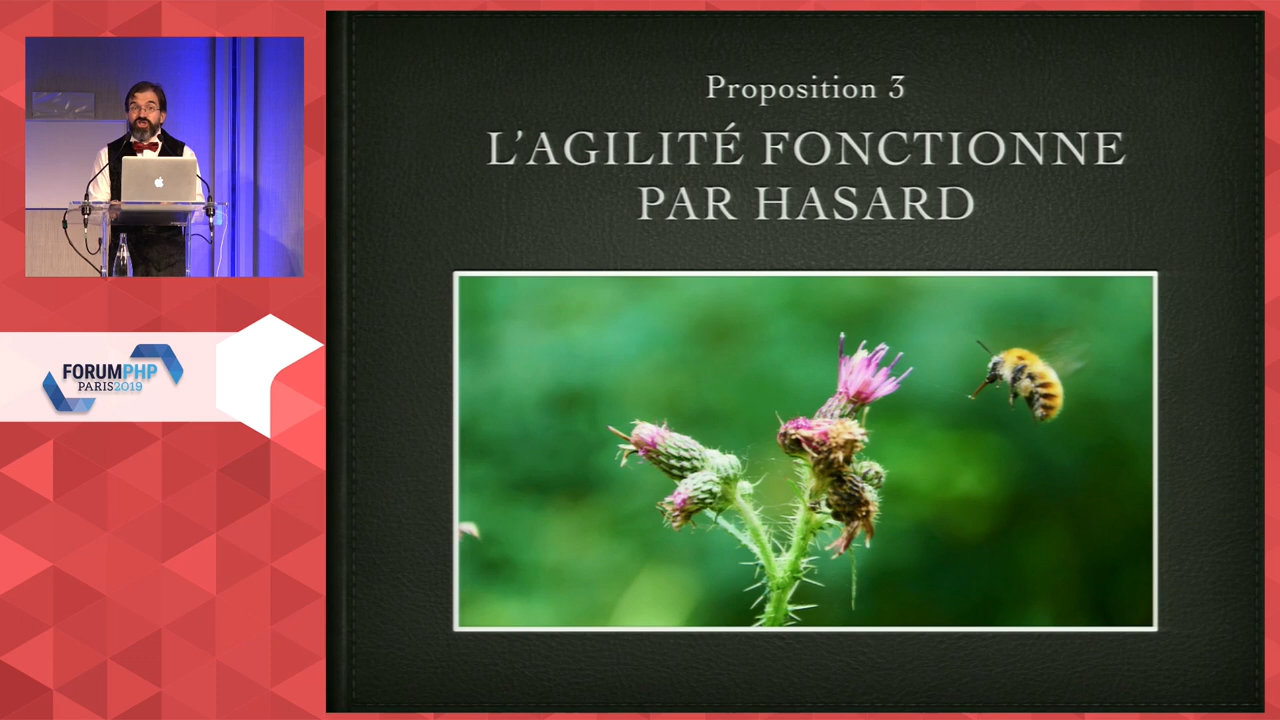 Proposition 3
L’AGILITÉ FONCTIONNE
PAR HASARD
FORUMPHP
PARIS2019